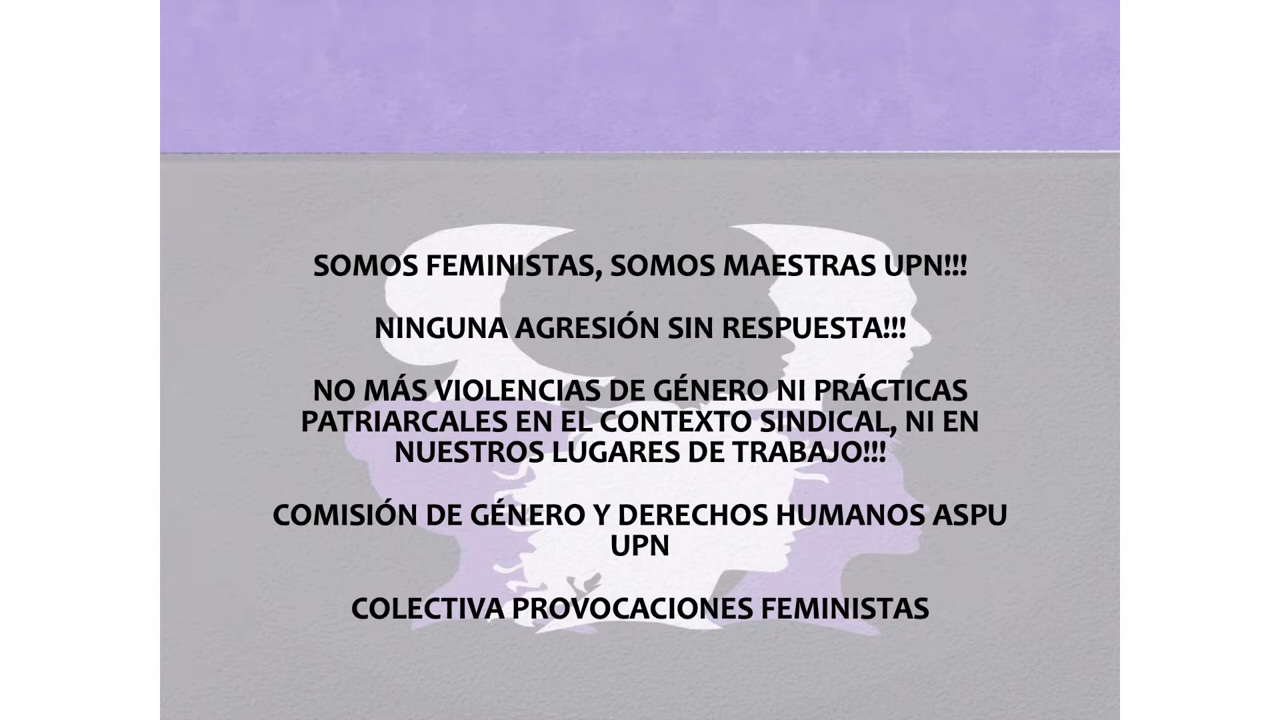 SOMOS FEMINISTAS, SOMOS MAESTRAS UPN!!!
NINGUNA AGRESIÓN SIN RESPUESTA!!!
NO MÁS VIOLENCIAS DE GÉNERO NI PRÁCTICAS
PATRIARCALES EN EL CONTEXTO SINDICAL, NI EN
NUESTROS LUGARES DE TRABAJO!!!
COMISIÓN DE GÉNERO Y DERECHOS HUMANOS ASPU
UPN
COLECTIVA PROVOCACIONES FEMINISTAS